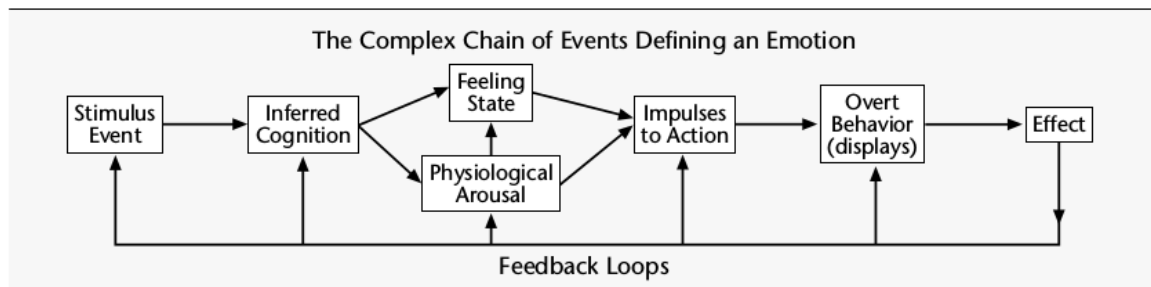 The Complex Chain of Events Defining an Emotion
Stimulus
Event
Inferred
Cognition
Feeling
State
Physiological
Arousal
Impulses
to Action
Overt
Behavior
(displays)
Effect
Feedback Loops